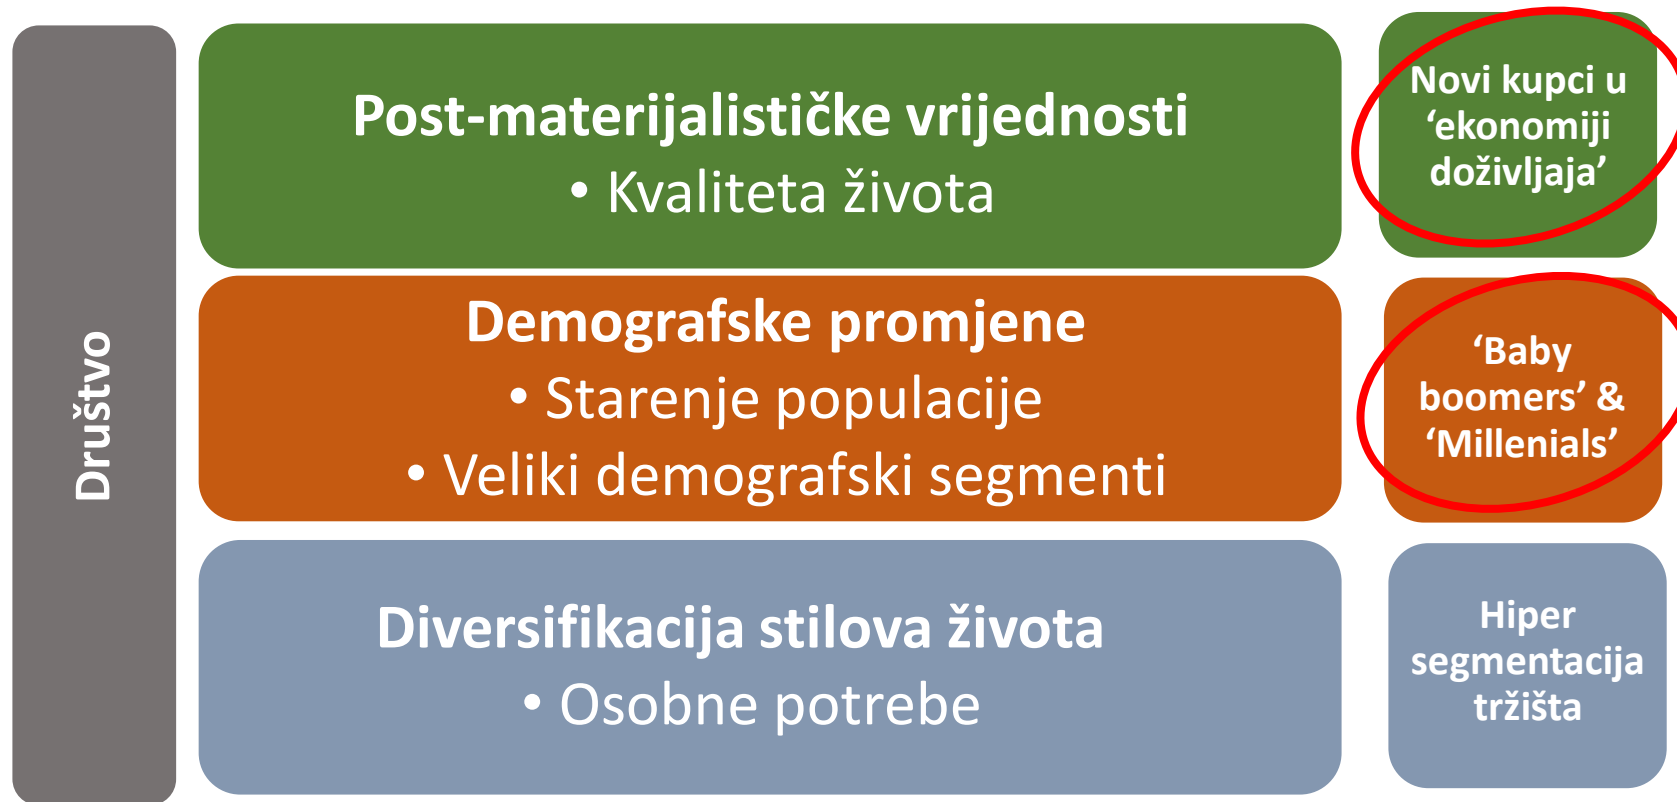 Društvo
Post-materijalističke vrijednosti
• Kvaliteta života
Novi kupci u
‘ekonomiji
doživljaja’
Demografske promjene
• Starenje populacije
• Veliki demografski segmenti
‘Baby
boomers’ &
‘Millenials’
Diversifikacija stilova života
• Osobne potrebe
Hiper
segmentacija
tržišta